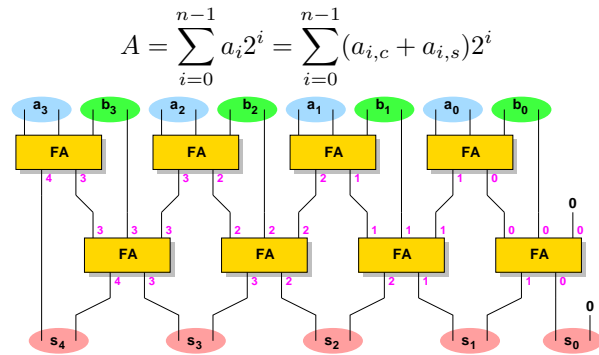 A = \sum_{i=0}^{n-1} a_i 2^i = \sum_{i=0}^{n-1} (a_{i,c} + a_{i,s}) 2^i
a₃ b₃ a₂ b₂ a₁ b₁ a₀ b₀
FA FA FA FA
4 3 3 2 2 1 1 0
0
3 3 3 2 2 2 1 1 1 0 0 0
FA FA FA FA
4 3 3 2 2 1 1 0
0
s₄ s₃ s₂ s₁ s₀